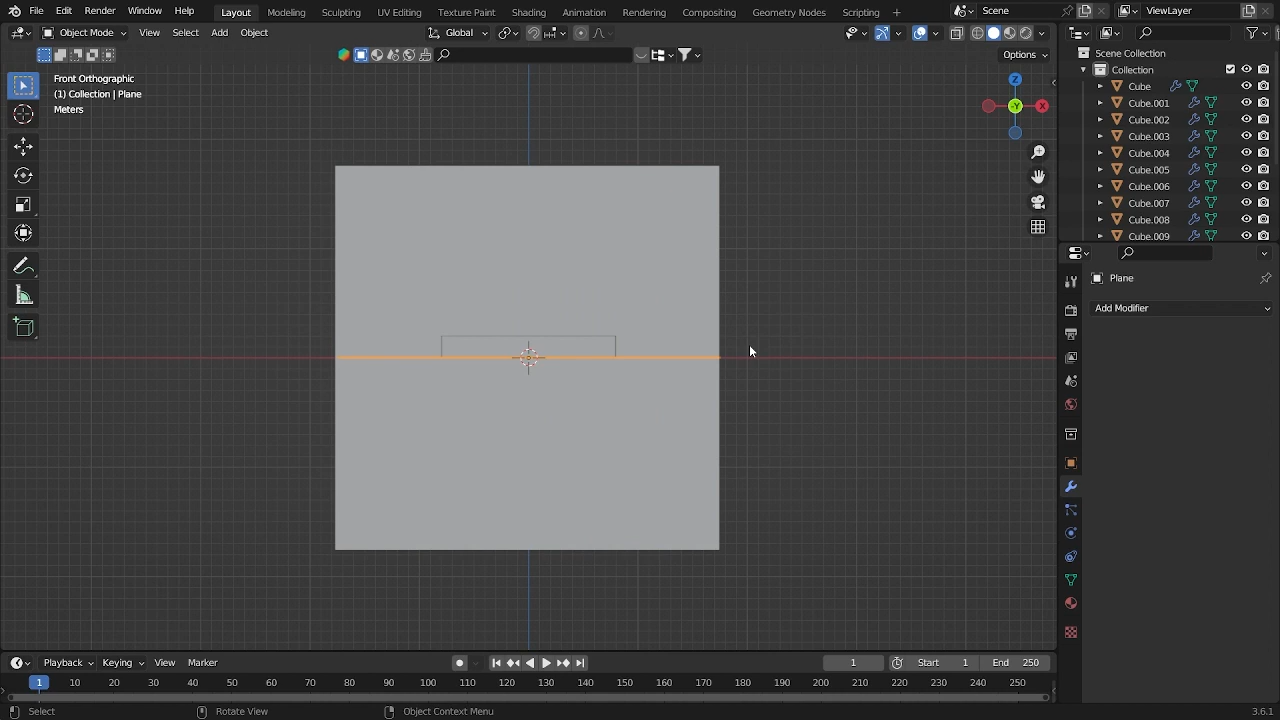 File Edit Render Window Help Layout Modeling Sculpting UV Editing Texture Paint Shading Animation Rendering Compositing Geometry Nodes Scripting + Scene ViewLayer
Object Mode View Select Add Object Global
Options
Front Orthographic
(1) Collection | Plane
Meters
Z
-Y X
Scene Collection
Collection
Cube
Cube.001
Cube.002
Cube.003
Cube.004
Cube.005
Cube.006
Cube.007
Cube.008
Cube.009
Plane
Add Modifier
Playback Keying View Marker 1 Start 1 End 250
1 10 20 30 40 50 60 70 80 90 100 110 120 130 140 150 160 170 180 190 200 210 220 230 240 250
Select Rotate View Object Context Menu 3.6.1